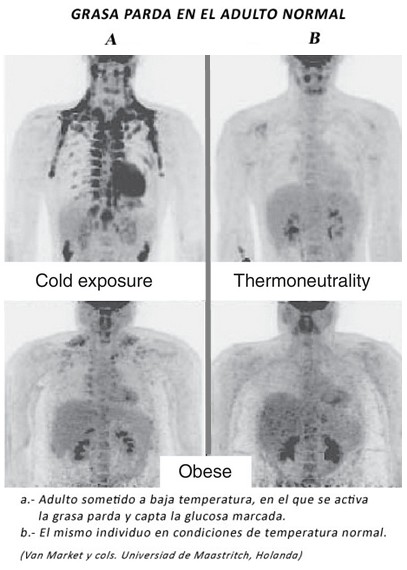 GRASA PARDA EN EL ADULTO NORMAL
A
B
Cold exposure
Thermoneutrality
Obese
a.- Adulto sometido a baja temperatura, en el que se activa
la grasa parda y capta la glucosa marcada.
b.- El mismo individuo en condiciones de temperatura normal.
(Van Market y cols. Universiad de Maastritch, Holanda)